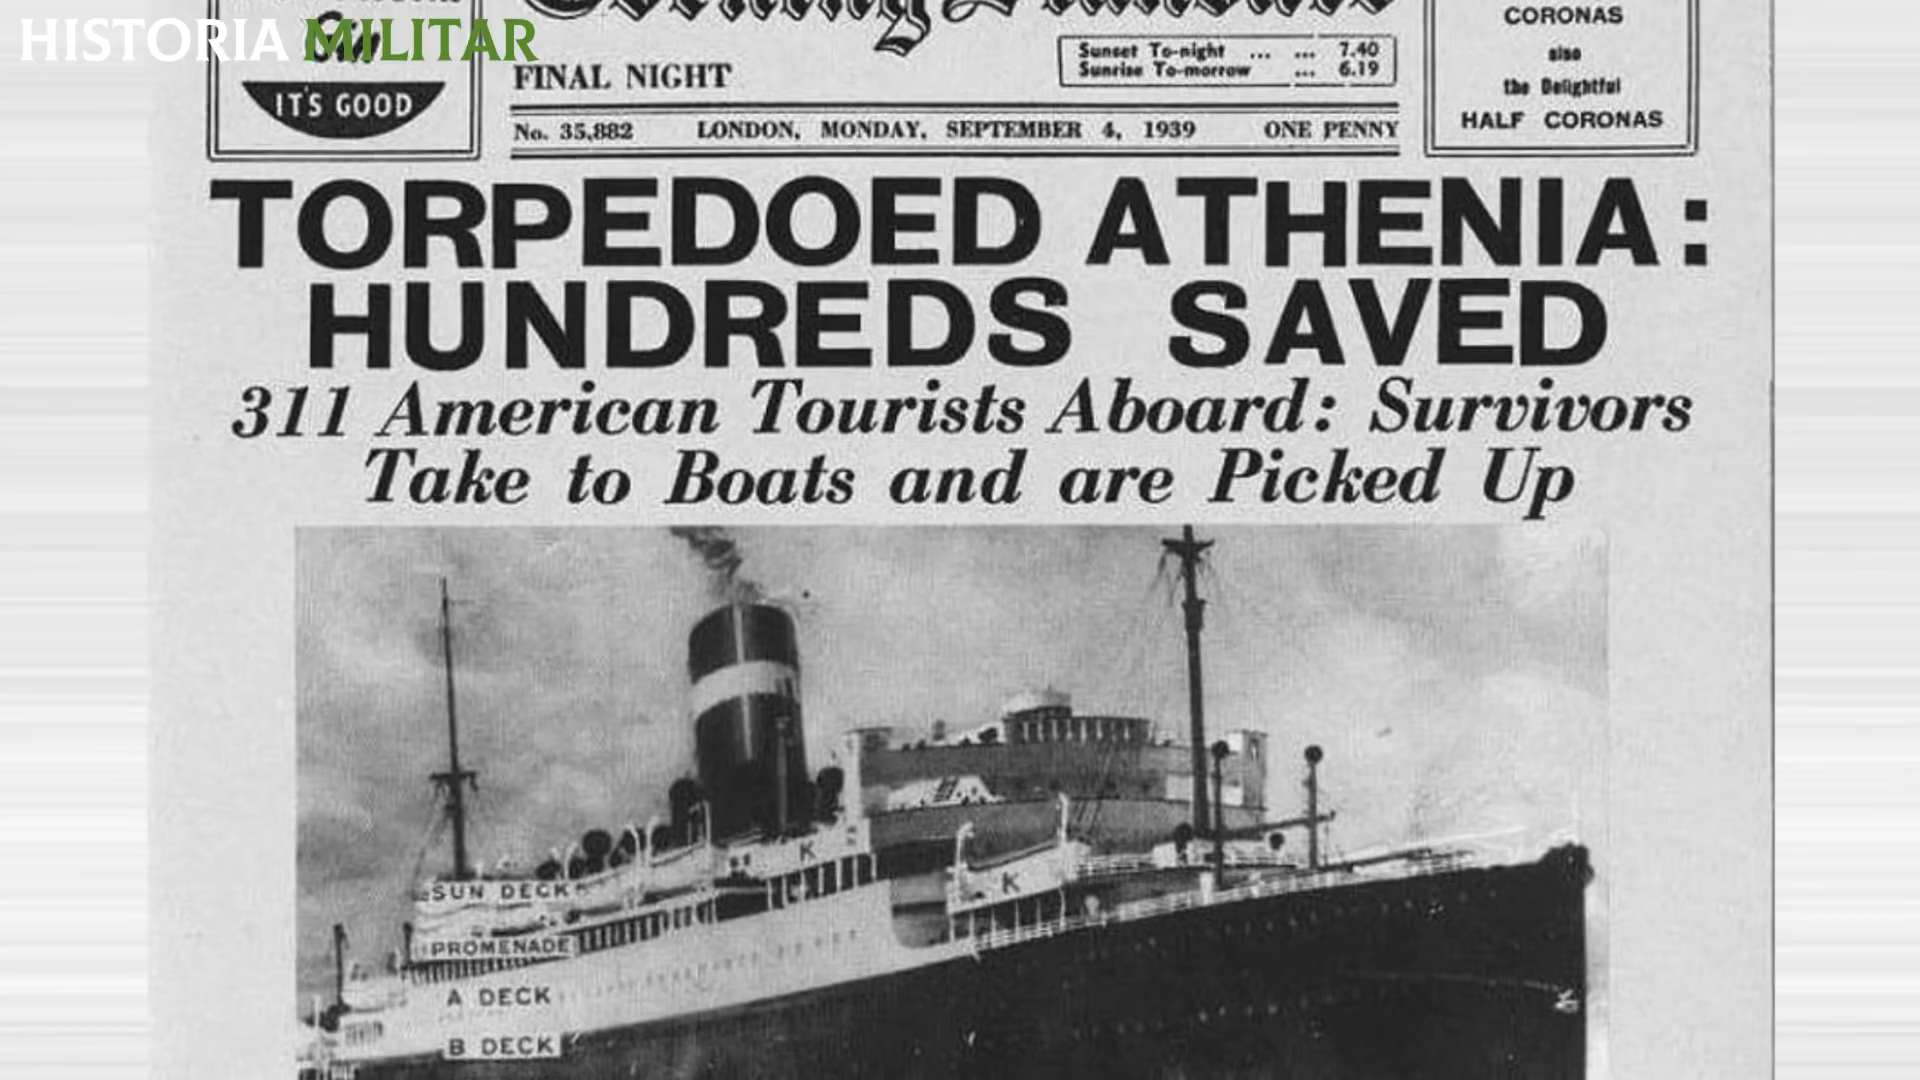 HISTORIA MILITAR
IT'S GOOD
FINAL NIGHT
Sunset To-night ... ... 7.40
Sunrise To-morrow ... 6.19
CORONAS
also
the Delightful
HALF CORONAS
No. 35,882 LONDON, MONDAY, SEPTEMBER 4, 1939 ONE PENNY
TORPEDOED ATHENIA:
HUNDREDS SAVED
311 American Tourists Aboard: Survivors
Take to Boats and are Picked Up
K
K
SUN DECK
PROMENADE
A DECK
B DECK